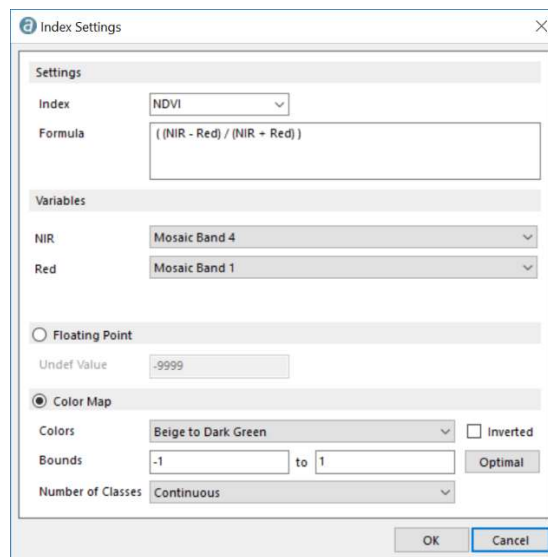 Index Settings
Settings
Index NDVI
Formula ( (NIR - Red) / (NIR + Red) )
Variables
NIR Mosaic Band 4
Red Mosaic Band 1
Floating Point
Undef Value -9999
Color Map
Colors Beige to Dark Green Inverted
Bounds -1 to 1 Optimal
Number of Classes Continuous
OK Cancel